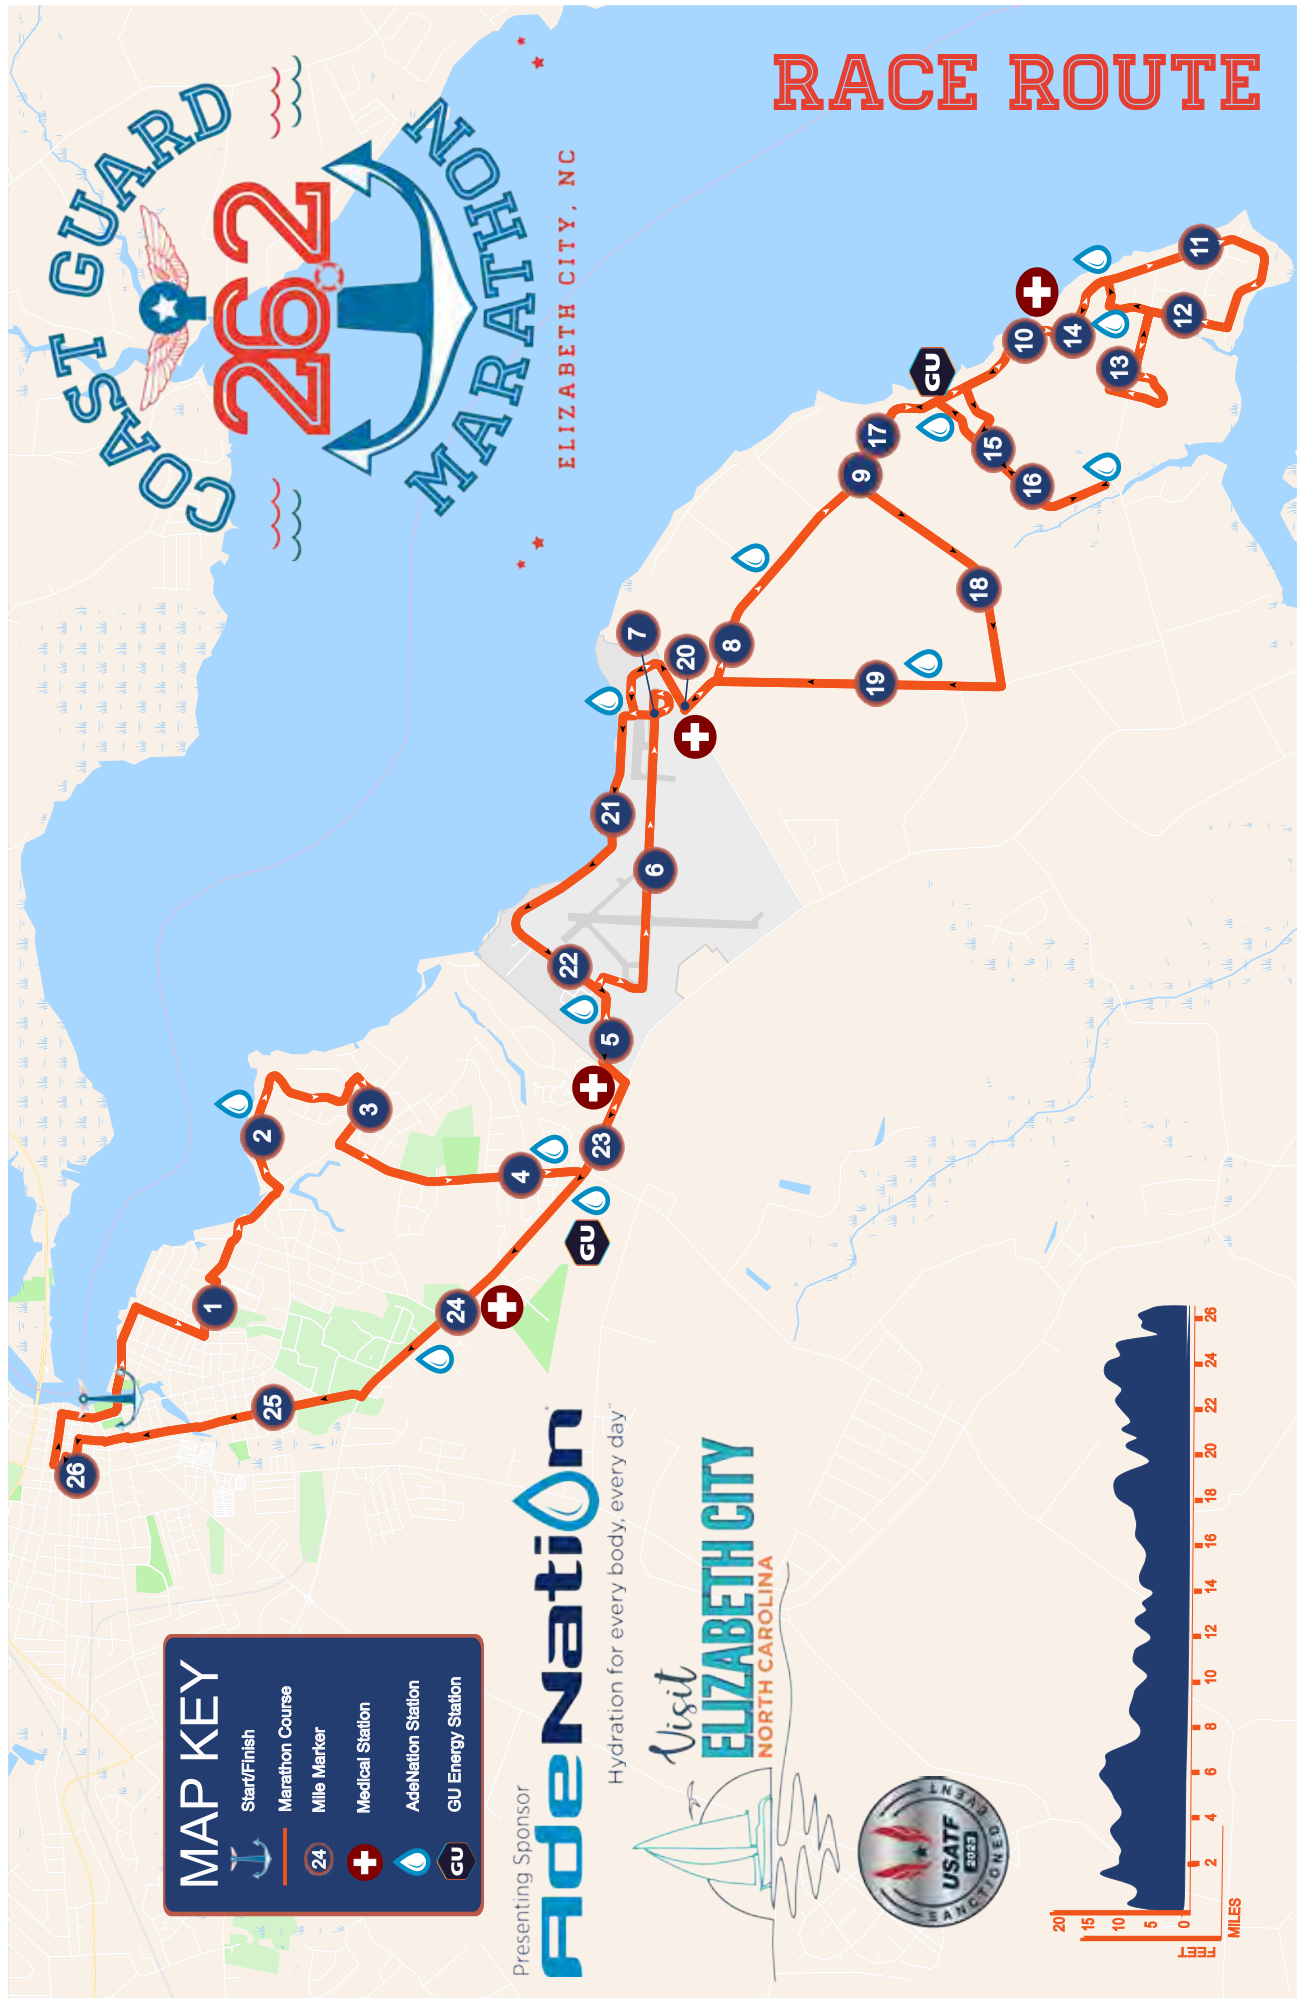 COAST GUARD
26.2
MARATHON
ELIZABETH CITY, NC
RACE ROUTE
MAP KEY
Start/Finish
Marathon Course
24
Mile Marker
Medical Station
AdeNation Station
GU
GU Energy Station
Presenting Sponsor
AdeNation
Hydration for every body, every day
Visit
ELIZABETH CITY
NORTH CAROLINA
USATF
2023
SANCTIONED EVENT
1
2
3
4
5
6
7
8
9
10
11
12
13
14
15
16
17
18
19
20
21
22
23
24
25
26
GU
GU
20
15
10
5
0
FEET
MILES
2 4 6 8 10 12 14 16 18 20 22 24 26